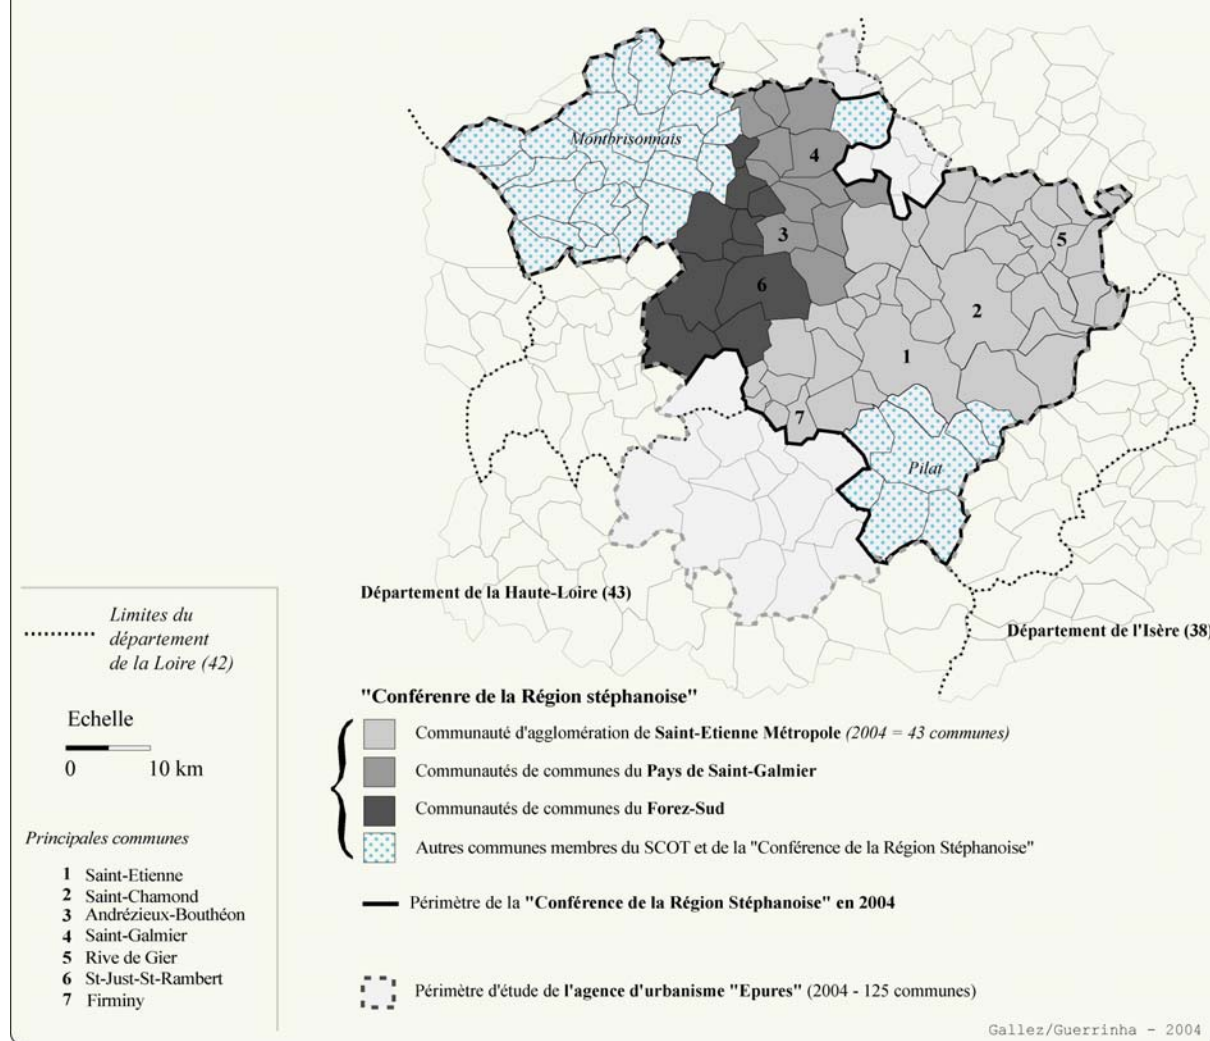 Montbrisonnais
4
3
5
6
2
1
7
Pilat
Département de la Haute-Loire (43)
Département de l'Isère (38)
Limites du
département
de la Loire (42)
Echelle
0 10 km
Principales communes
1 Saint-Etienne
2 Saint-Chamond
3 Andrézieux-Bouthéon
4 Saint-Galmier
5 Rive de Gier
6 St-Just-St-Rambert
7 Firminy
"Conférenre de la Région stéphanoise"
Communauté d'agglomération de Saint-Etienne Métropole (2004 = 43 communes)
Communautés de communes du Pays de Saint-Galmier
Communautés de communes du Forez-Sud
Autres communes membres du SCOT et de la "Conférence de la Région Stéphanoise"
Périmètre de la "Conférence de la Région Stéphanoise" en 2004
Périmètre d'étude de l'agence d'urbanisme "Epures" (2004 - 125 communes)
Gallez/Guerrinha - 2004